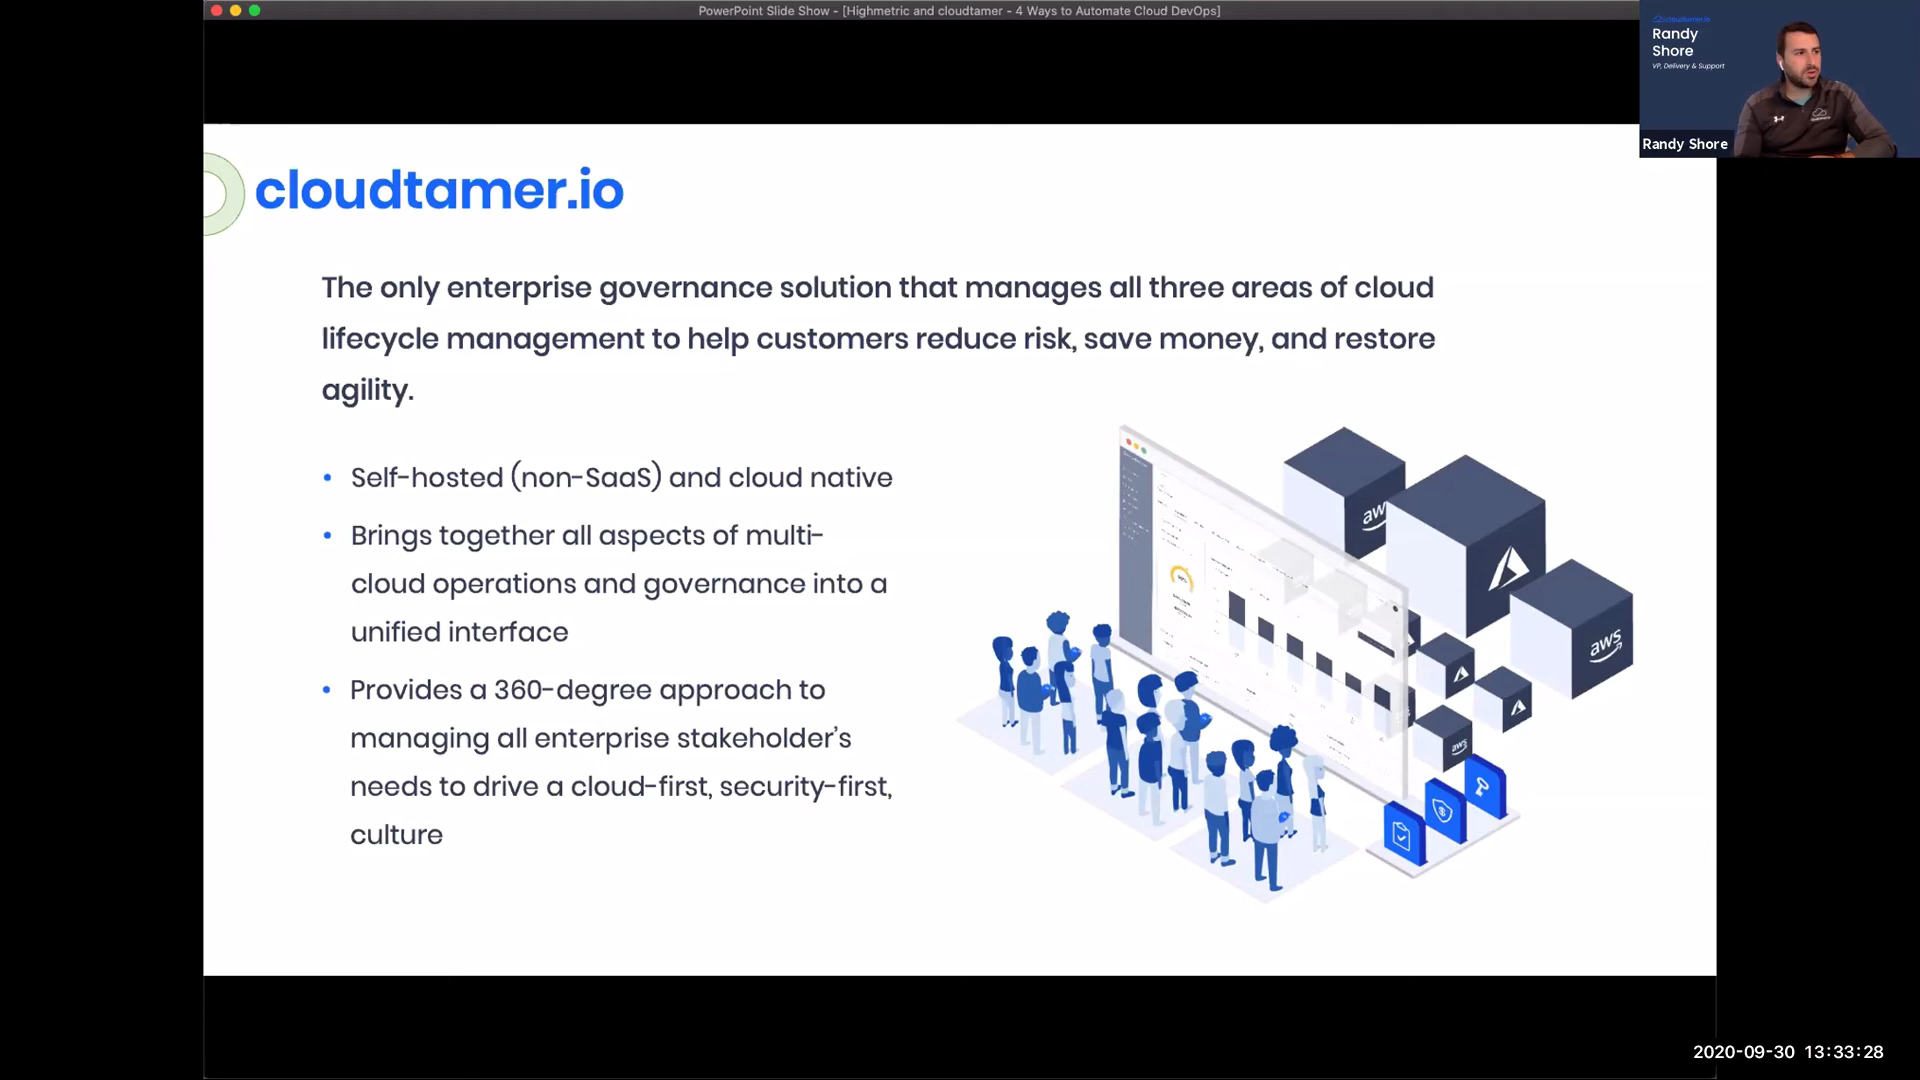 PowerPoint Slide Show - [Highmetric and cloudtamer - 4 Ways to Automate Cloud DevOps]
cloudtamer.io
Randy
Shore
VP, Delivery & Support
Randy Shore
cloudtamer.io
The only enterprise governance solution that manages all three areas of cloud
lifecycle management to help customers reduce risk, save money, and restore
agility.
• Self-hosted (non-SaaS) and cloud native
• Brings together all aspects of multi-
cloud operations and governance into a
unified interface
• Provides a 360-degree approach to
managing all enterprise stakeholder’s
needs to drive a cloud-first, security-first,
culture
aws
aws
aws
2020-09-30 13:33:28